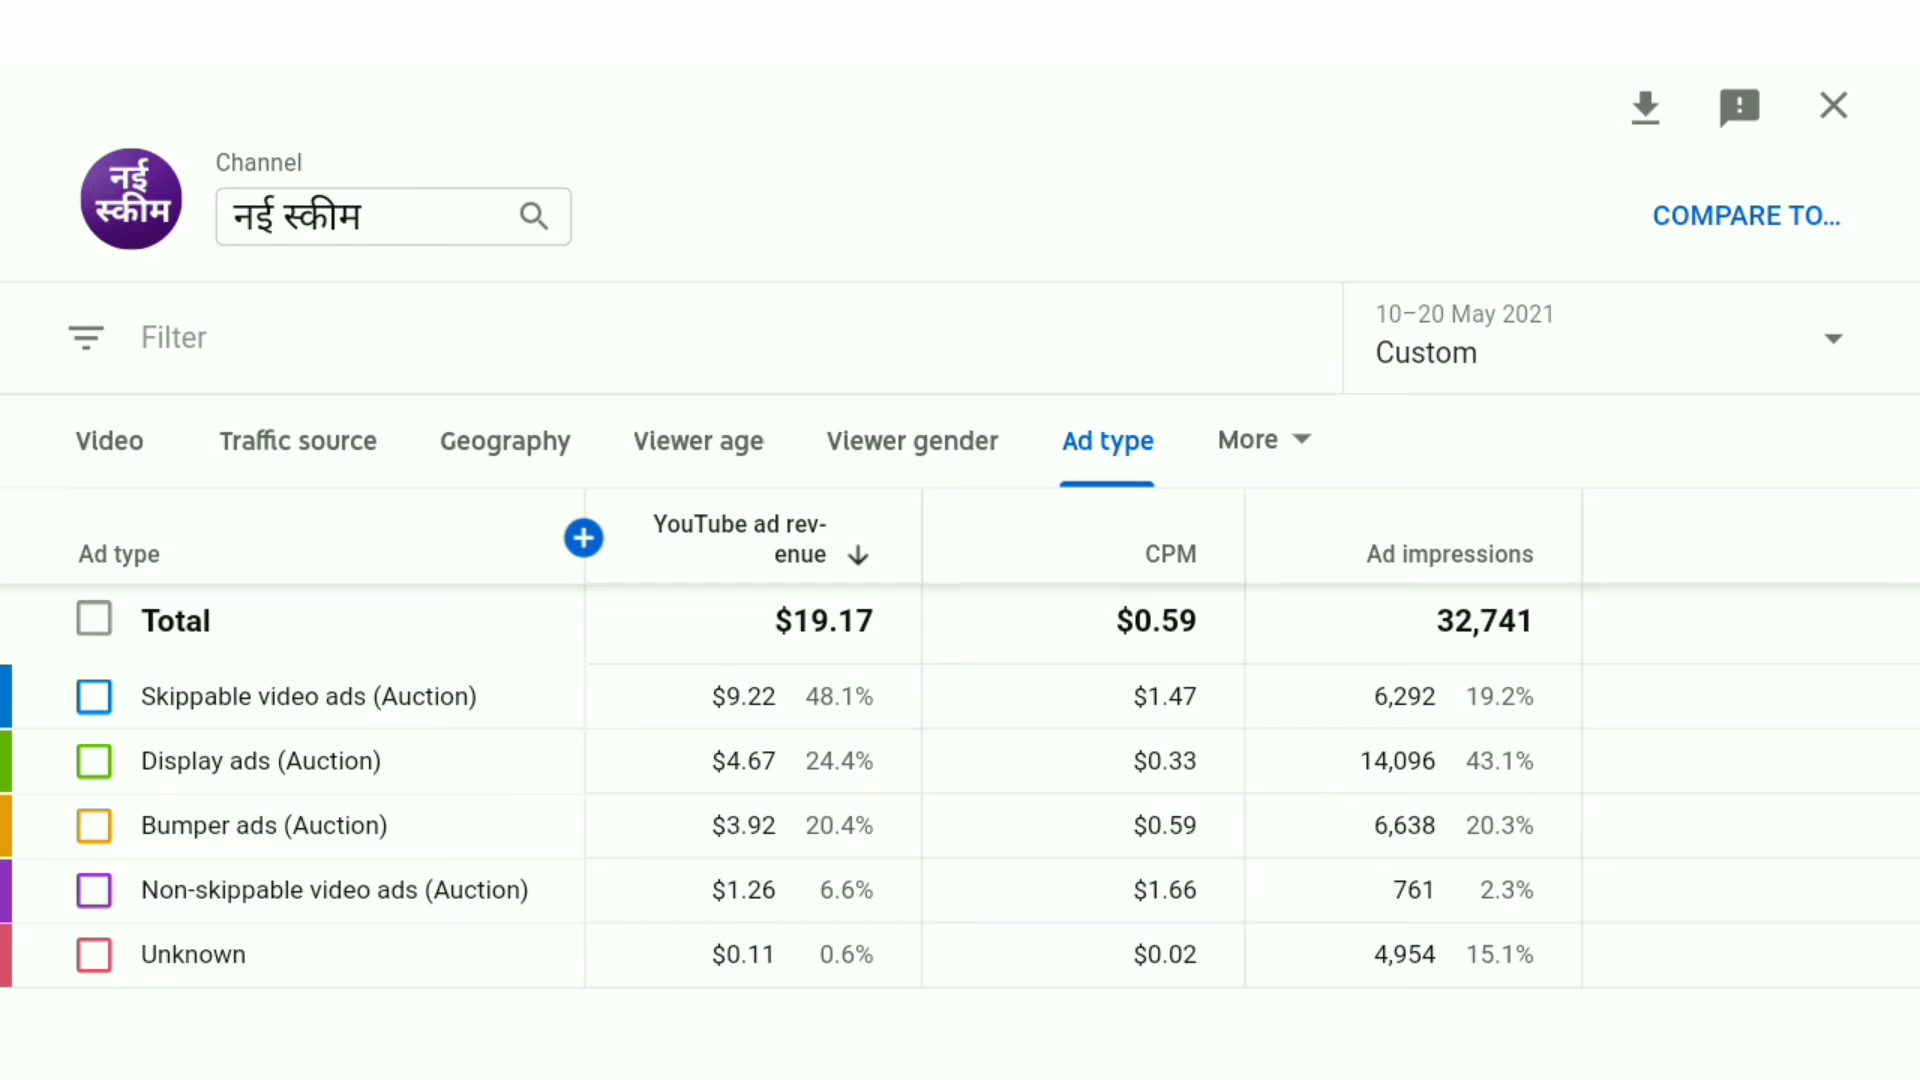 नई
स्कीम
Channel
नई स्कीम
COMPARE TO...
Filter
10–20 May 2021
Custom
Video Traffic source Geography Viewer age Viewer gender Ad type More
Ad type YouTube ad rev-
enue CPM Ad impressions
Total $19.17 $0.59 32,741
Skippable video ads (Auction) $9.22 48.1% $1.47 6,292 19.2%
Display ads (Auction) $4.67 24.4% $0.33 14,096 43.1%
Bumper ads (Auction) $3.92 20.4% $0.59 6,638 20.3%
Non-skippable video ads (Auction) $1.26 6.6% $1.66 761 2.3%
Unknown $0.11 0.6% $0.02 4,954 15.1%